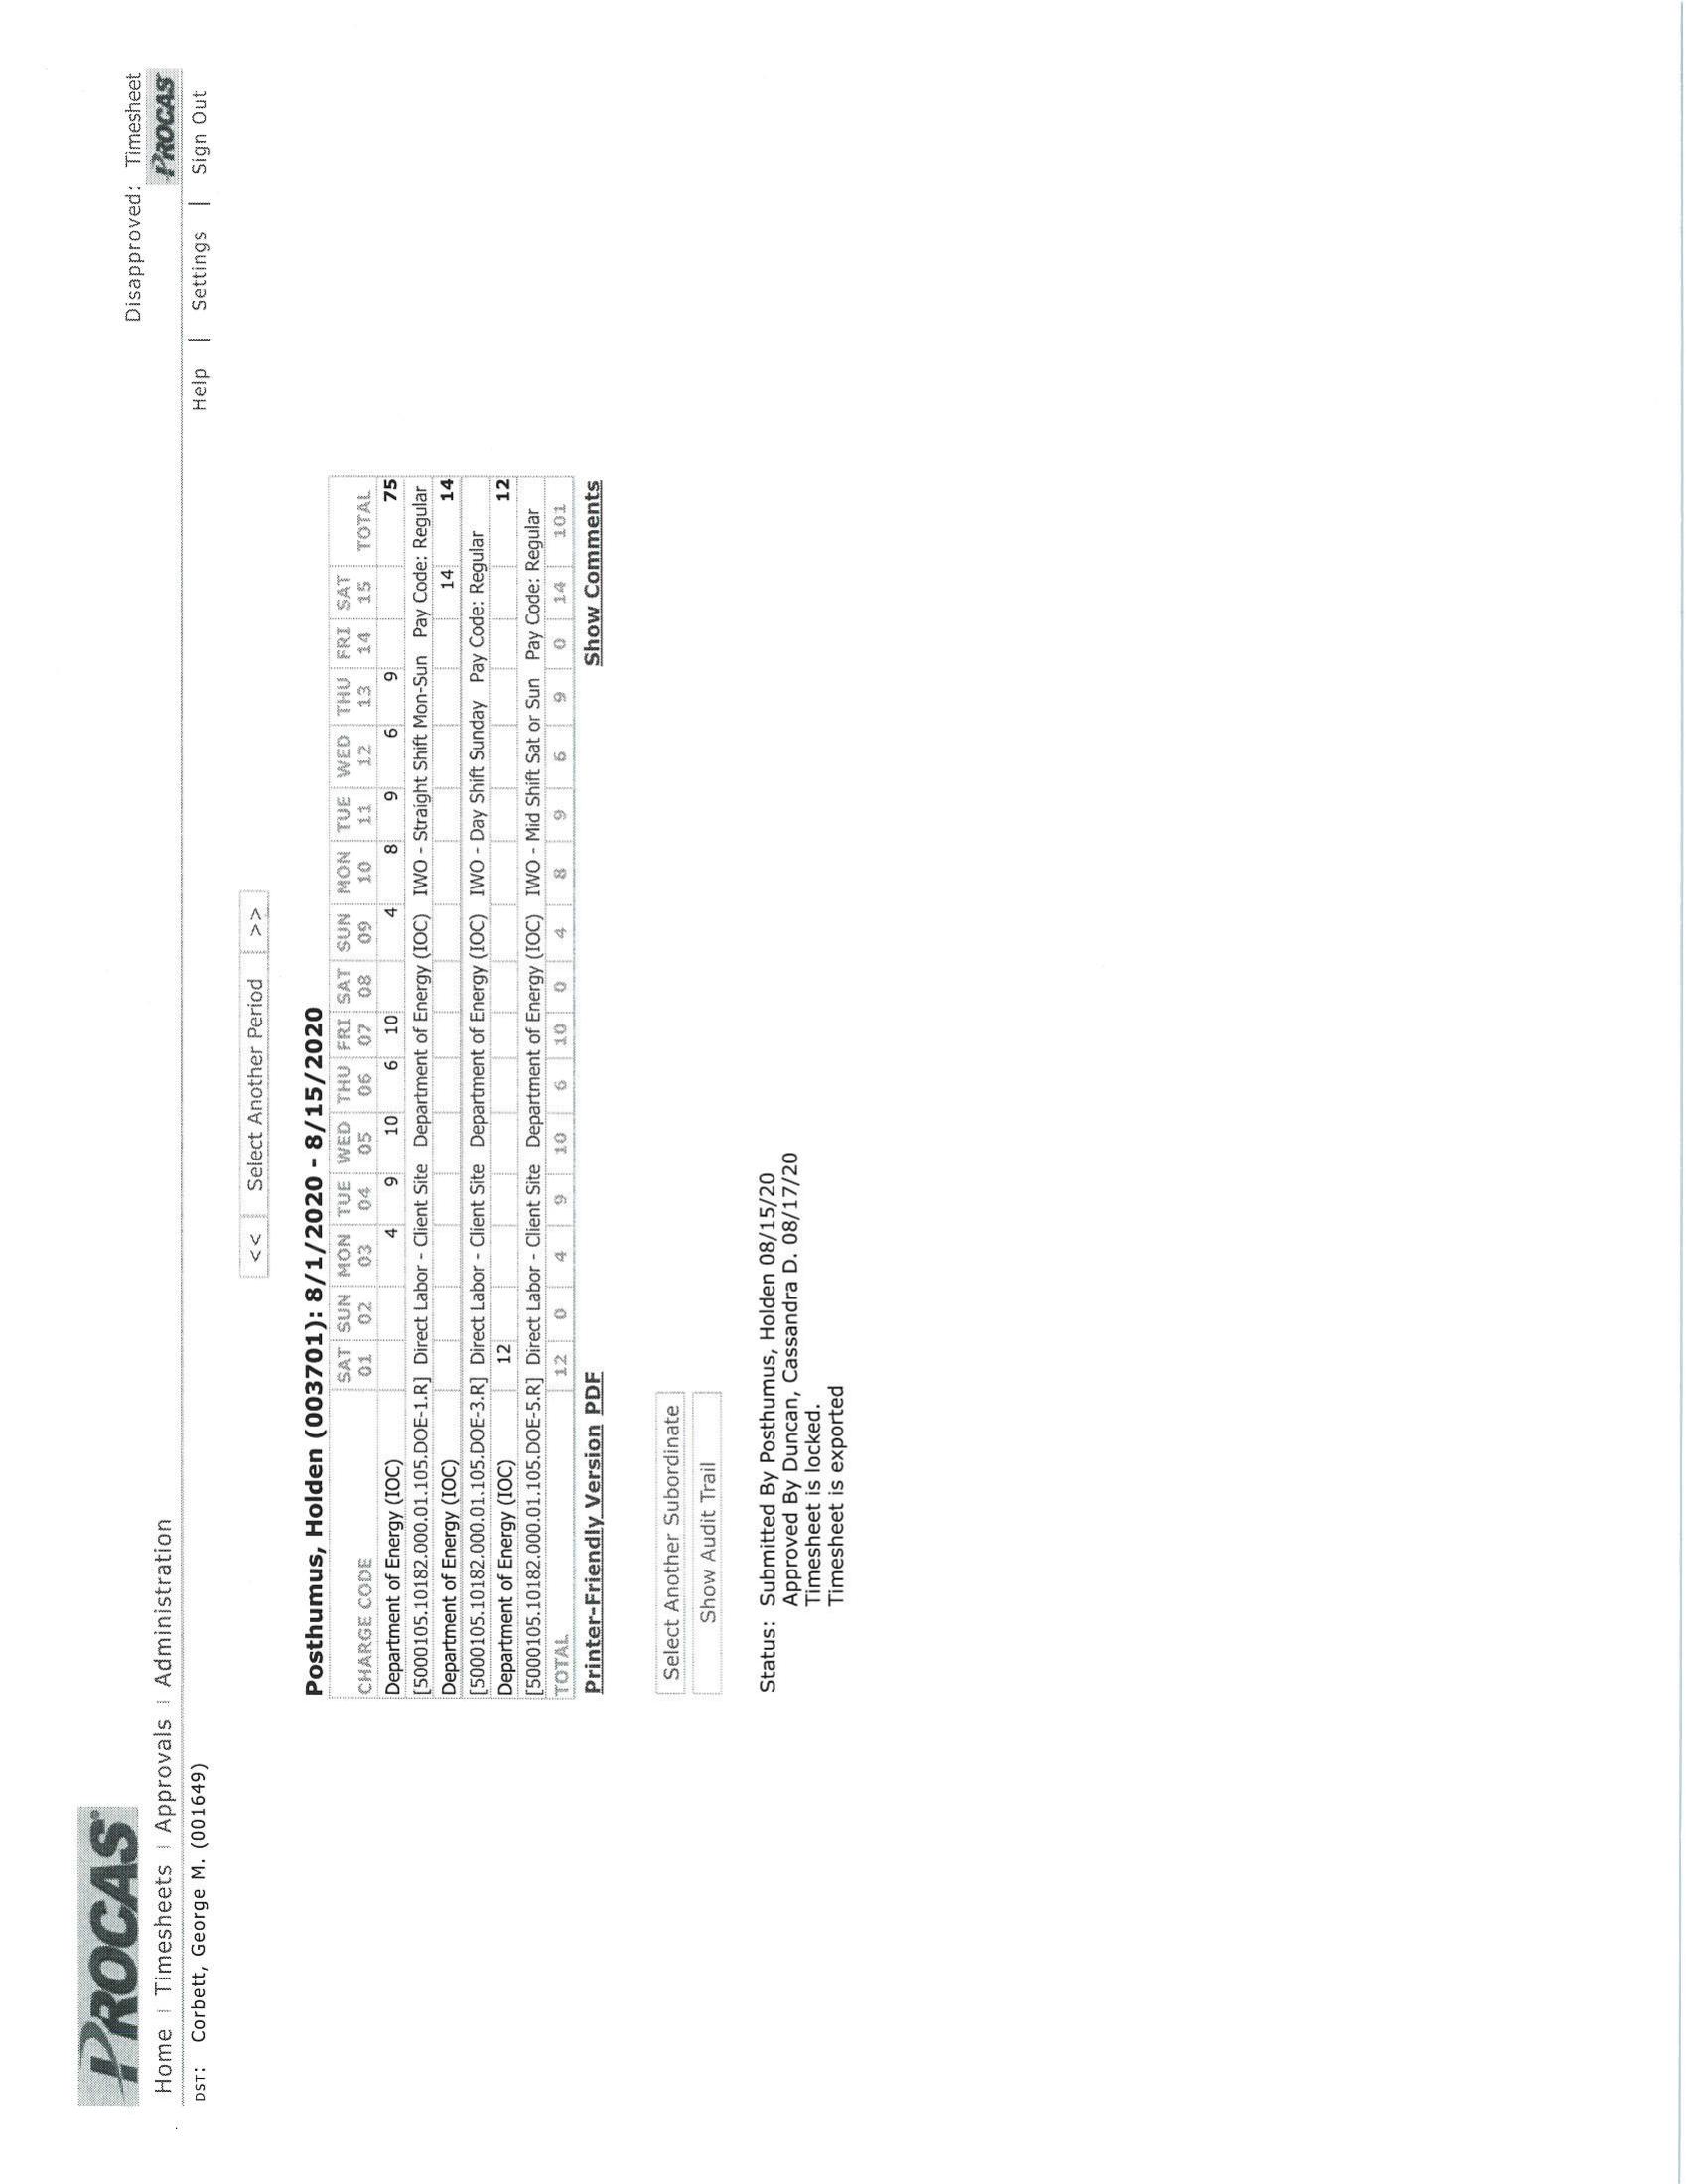 Disapproved: Timesheet
PROCAS
PROCAS
Home | Timesheets | Approvals | Administration
DST: Corbett, George M. (001649)
Help | Settings | Sign Out
<< Select Another Period >>
Posthumus, Holden (003701): 8/1/2020 - 8/15/2020
SAT SUN MON TUE WED THU FRI SAT SUN MON TUE WED THU FRI SAT
CHARGE CODE 01 02 03 04 05 06 07 08 09 10 11 12 13 14 15 TOTAL
Department of Energy (IOC) 4 9 10 6 10 4 8 9 6 9 75
[5000105.10182.000.01.105.DOE-1.R] Direct Labor - Client Site Department of Energy (IOC) IWO - Straight Shift Mon-Sun Pay Code: Regular
Department of Energy (IOC) 14 14
[5000105.10182.000.01.105.DOE-3.R] Direct Labor - Client Site Department of Energy (IOC) IWO - Day Shift Sunday Pay Code: Regular
Department of Energy (IOC) 12 12
[5000105.10182.000.01.105.DOE-5.R] Direct Labor - Client Site Department of Energy (IOC) IWO - Mid Shift Sat or Sun Pay Code: Regular
TOTAL 12 0 4 9 10 6 10 0 4 8 9 6 9 0 14 101
Printer-Friendly Version PDF Show Comments
Select Another Subordinate
Show Audit Trail
Status: Submitted By Posthumus, Holden 08/15/20
Approved By Duncan, Cassandra D. 08/17/20
Timesheet is locked.
Timesheet is exported